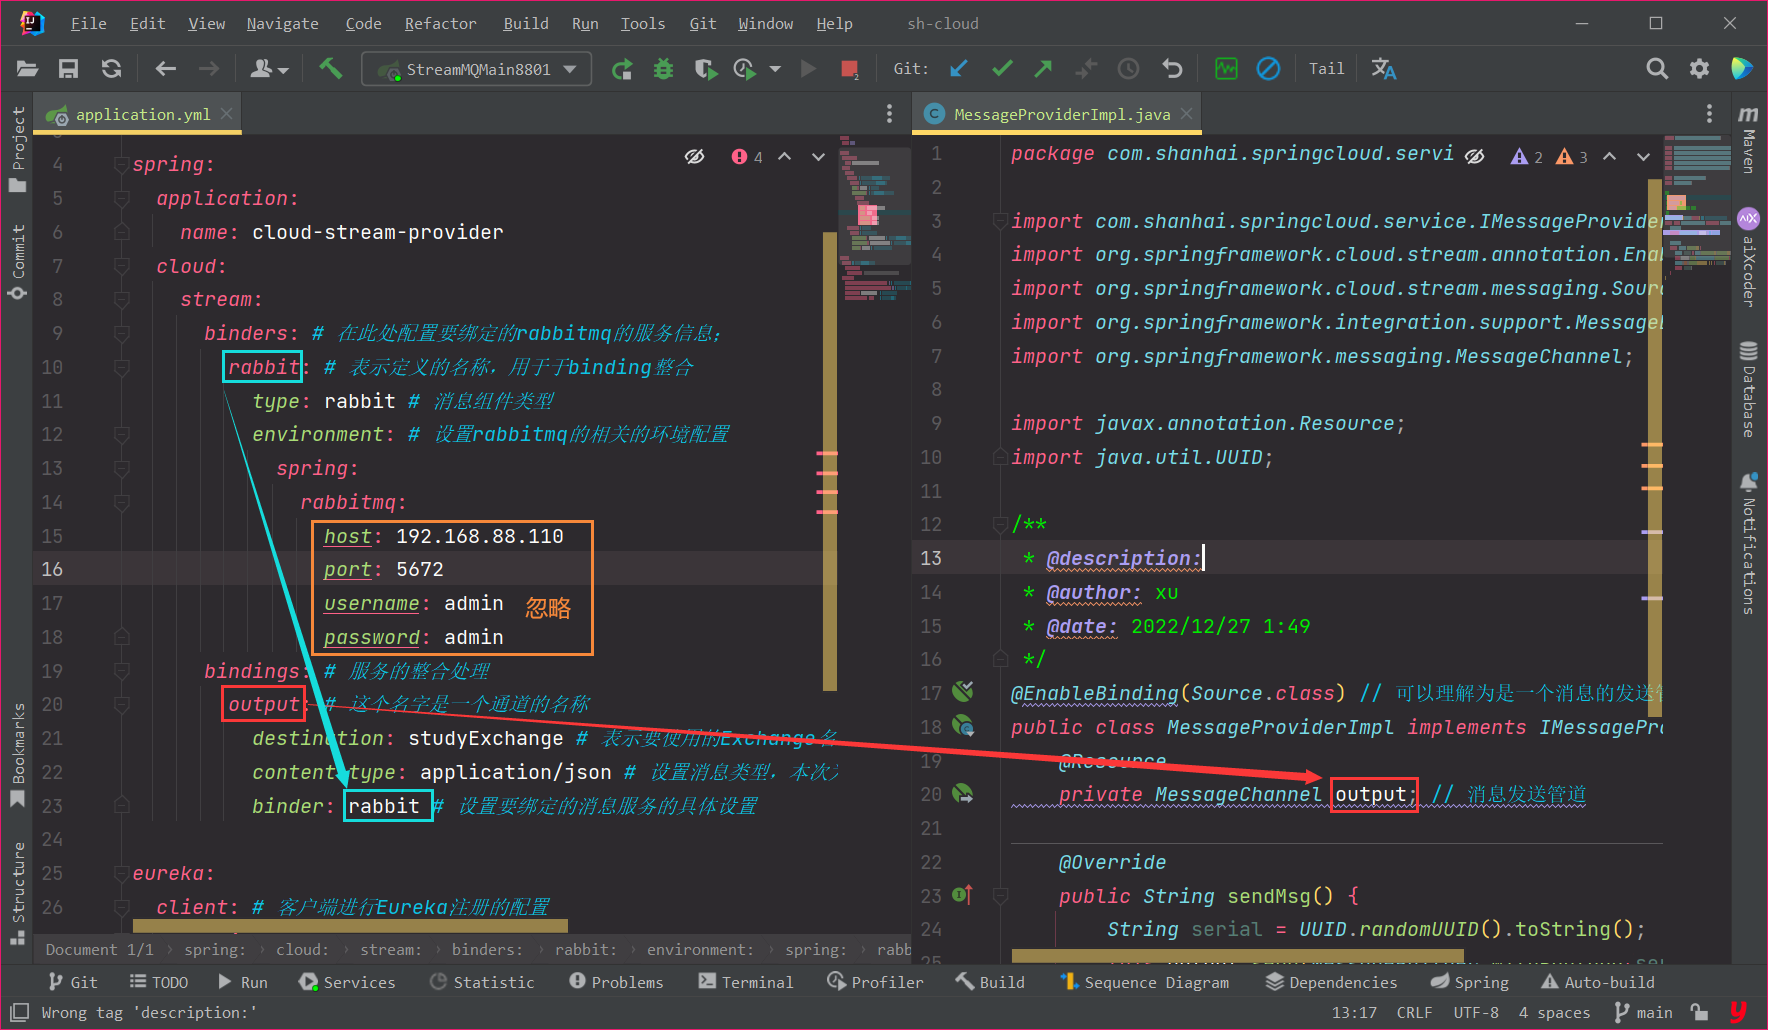 File Edit View Navigate Code Refactor Build Run Tools Git Window Help sh-cloud
StreamMQMain8801 2 Git: Tail
application.yml
MessageProviderImpl.java
Project
Commit
Bookmarks
Structure
4
4 spring:
5 application:
6 name: cloud-stream-provider
7 cloud:
8 stream:
9 binders: # 在此处配置要绑定的rabbitmq的服务信息;
10 rabbit: # 表示定义的名称，用于于binding整合
11 type: rabbit # 消息组件类型
12 environment: # 设置rabbitmq的相关的环境配置
13 spring:
14 rabbitmq:
15 host: 192.168.88.110
16 port: 5672
17 username: admin 忽略
18 password: admin
19 bindings: # 服务的整合处理
20 output: # 这个名字是一个通道的名称
21 destination: studyExchange # 表示要使用的Exchange名
22 content-type: application/json # 设置消息类型，本次
23 binder: rabbit # 设置要绑定的消息服务的具体设置
24
25 eureka:
26 client: # 客户端进行Eureka注册的配置
Document 1/1 › spring: › cloud: › stream: › binders: › rabbit: › environment: › spring: › rabb
2 3
1 package com.shanhai.springcloud.servi
2
3 import com.shanhai.springcloud.service.IMessageProvider
4 import org.springframework.cloud.stream.annotation.Ena
5 import org.springframework.cloud.stream.messaging.Sour
6 import org.springframework.integration.support.Message
7 import org.springframework.messaging.MessageChannel;
8
9 import javax.annotation.Resource;
10 import java.util.UUID;
11
12 /**
13 * @description:
14 * @author: xu
15 * @date: 2022/12/27 1:49
16 */
17 @EnableBinding(Source.class) // 可以理解为是一个消息的发送
18 public class MessageProviderImpl implements IMessagePr
19 @Resource
20 private MessageChannel output; // 消息发送管道
21
22 @Override
23 public String sendMsg() {
24 String serial = UUID.randomUUID().toString();
25
Maven
aiXcoder
Database
Notifications
Git TODO Run Services Statistic Problems Terminal Profiler Build Sequence Diagram Dependencies Spring Auto-build
Wrong tag 'description:' 13:17 CRLF UTF-8 4 spaces main